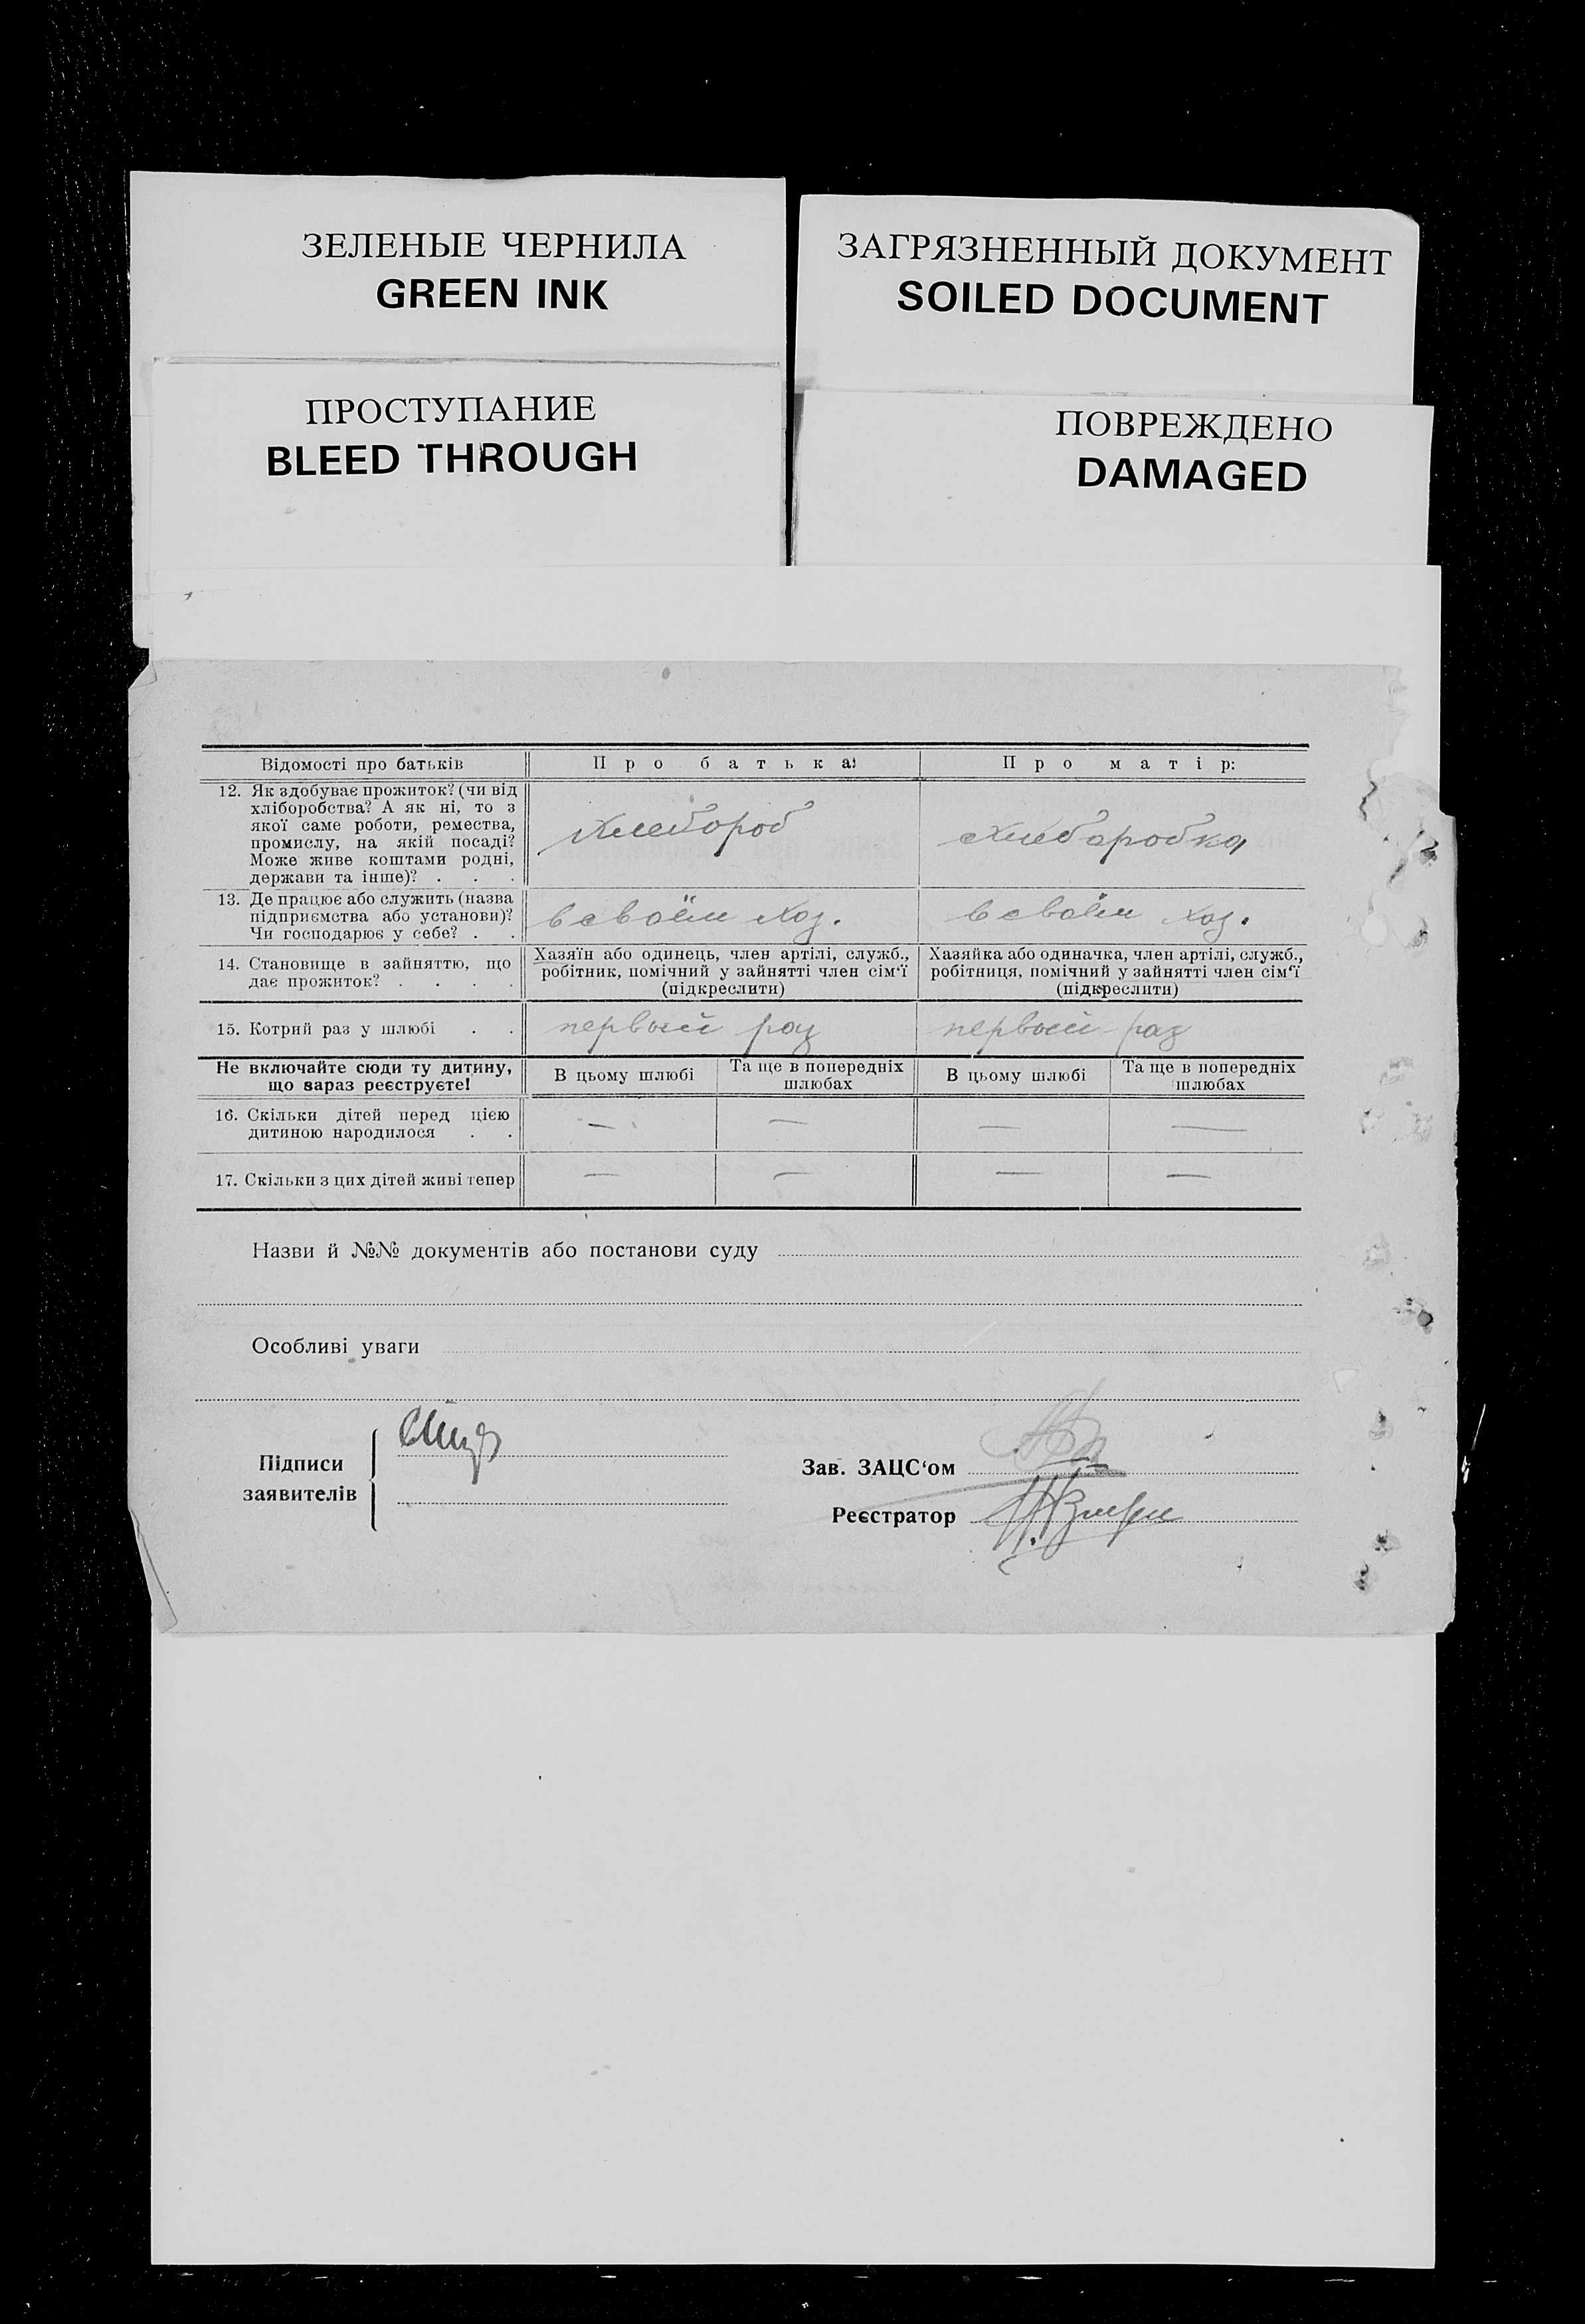 ЗЕЛЕНЫЕ ЧЕРНИЛА
GREEN INK
ЗАГРЯЗНЕННЫЙ ДОКУМЕНТ
SOILED DOCUMENT
ПРОСТУПАНИЕ
BLEED THROUGH
ПОВРЕЖДЕНО
DAMAGED
Відомості про батьків
Про батька:
Про матір:
12. Як здобуває прожиток? (чи від
хліборобства? А як ні, то з
якої саме роботи, ремества,
промислу, на якій посаді?
Може живе коштами родні,
держави та інше)? . . .
хлебороб
хлебаробка
13. Де працює або служить (назва
підприємства або установи)?
Чи господарює у себе? . .
в своём хоз.
в своём хоз.
14. Становище в зайняттю, що
дає прожиток? . . . .
Хазяїн або одинець, член артілі, служб.,
робітник, помічний у зайнятті член сім‘ї
(підкреслити)
Хазяйка або одиначка, член артілі, служб.,
робітниця, помічний у зайнятті член сім‘ї
(підкреслити)
15. Котрий раз у шлюбі . .
первый раз
первый раз
Не включайте сюди ту дитину,
що вараз реєструєте!
В цьому шлюбі
Та ще в попередніх
шлюбах
В цьому шлюбі
Та ще в попередніх
шлюбах
16. Скільки дітей перед цією
дитиною народилося . .
— — — —
17. Скільки з цих дітей живі тепер
— — — —
Назви й №№ документів або постанови суду
Особливі уваги
Підписи
заявителів
Зав. ЗАЦС‘ом
Реєстратор